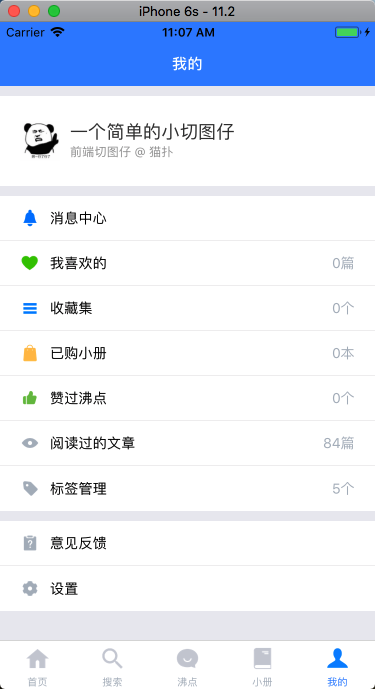 iPhone 6s - 11.2
Carrier 11:07 AM
我的
一个简单的小切图仔
前端切图仔 @ 猫扑
消息中心
我喜欢的 0篇
收藏集 0个
已购小册 0本
赞过沸点 0个
阅读过的文章 84篇
标签管理 5个
意见反馈
设置
首页 搜索 沸点 小册 我的